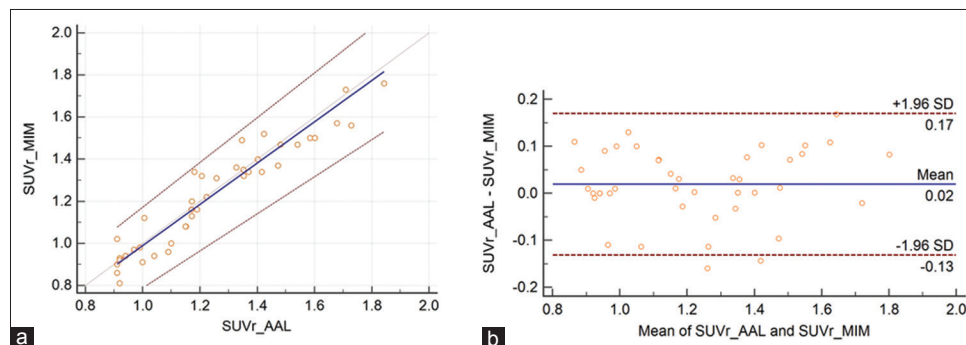 2.0
1.8
1.6
1.4
1.2
1.0
0.8
SUVr_MIM
0.8 1.0 1.2 1.4 1.6 1.8 2.0
SUVr_AAL
a
0.2
0.1
0.0
-0.1
-0.2
SUVr_AAL - SUVr_MIM
+1.96 SD
0.17
Mean
0.02
-1.96 SD
-0.13
0.8 1.0 1.2 1.4 1.6 1.8 2.0
Mean of SUVr_AAL and SUVr_MIM
b